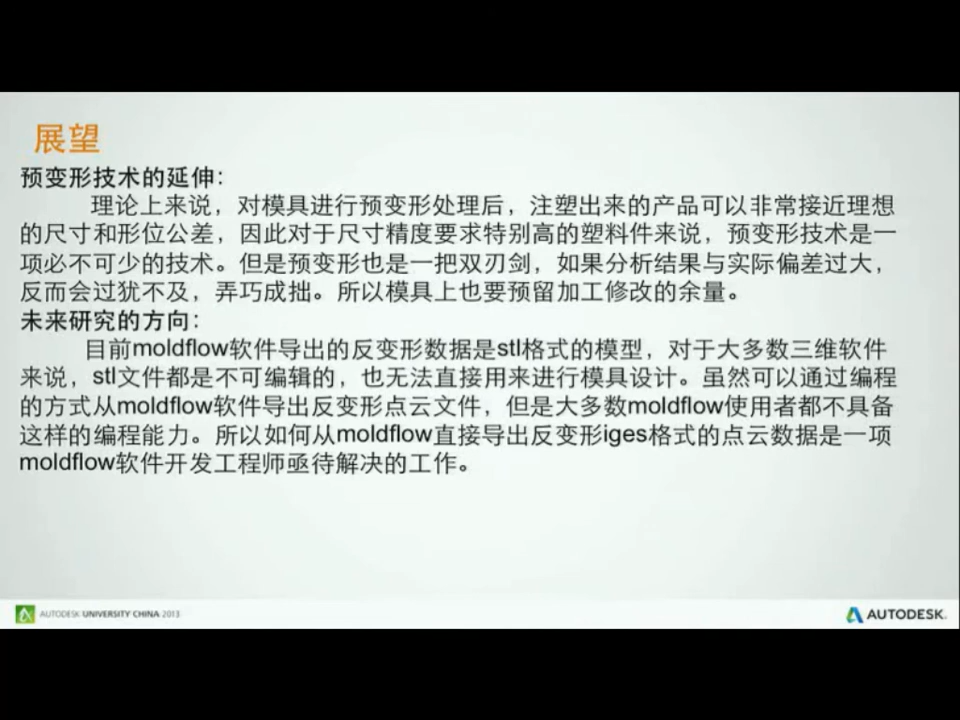 展望
预变形技术的延伸：
理论上来说，对模具进行预变形处理后，注塑出来的产品可以非常接近理想
的尺寸和形位公差，因此对于尺寸精度要求特别高的塑料件来说，预变形技术是一
项必不可少的技术。但是预变形也是一把双刃剑，如果分析结果与实际偏差过大，
反而会过犹不及，弄巧成拙。所以模具上也要预留加工修改的余量。
未来研究的方向：
目前moldflow软件导出的反变形数据是stl格式的模型，对于大多数三维软件
来说，stl文件都是不可编辑的，也无法直接用来进行模具设计。虽然可以通过编程
的方式从moldflow软件导出反变形点云文件，但是大多数moldflow使用者都不具备
这样的编程能力。所以如何从moldflow直接导出反变形iges格式的点云数据是一项
moldflow软件开发工程师亟待解决的工作。
AUTODESK UNIVERSITY CHINA 2013
AUTODESK.